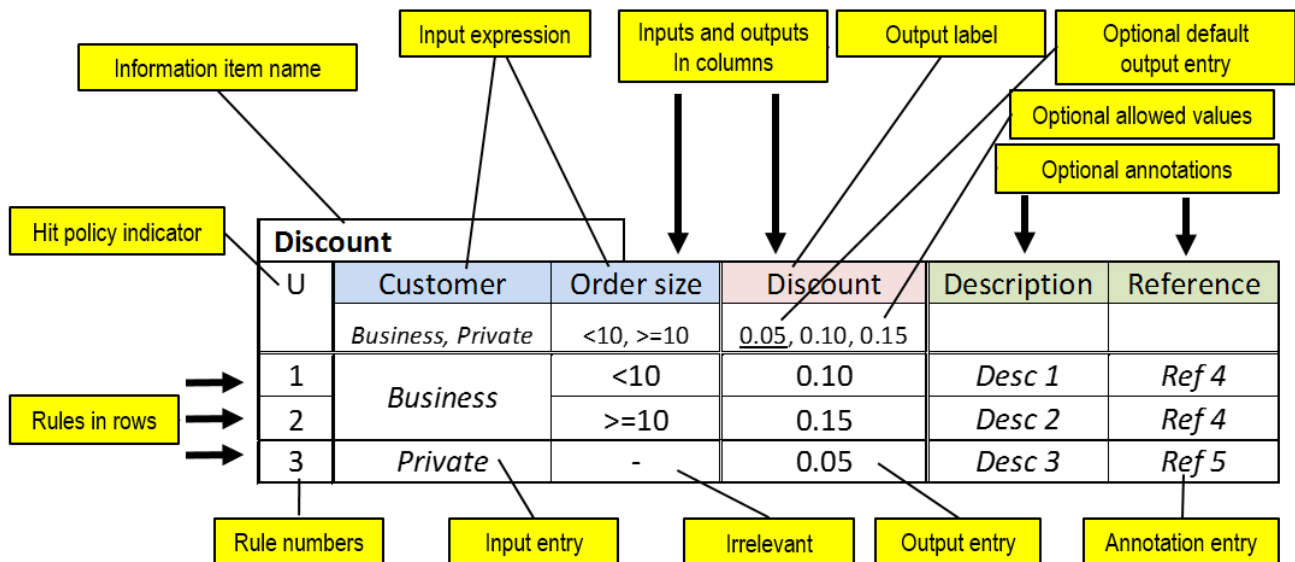 Input expression
Inputs and outputs
In columns
Output label
Optional default
output entry
Information item name
Optional allowed values
Optional annotations
Hit policy indicator
Discount
U Customer Order size Discount Description Reference
Business, Private <10, >=10 0.05, 0.10, 0.15
Rules in rows
1 Business <10 0.10 Desc 1 Ref 4
2 >=10 0.15 Desc 2 Ref 4
3 Private - 0.05 Desc 3 Ref 5
Rule numbers
Input entry
Irrelevant
Output entry
Annotation entry